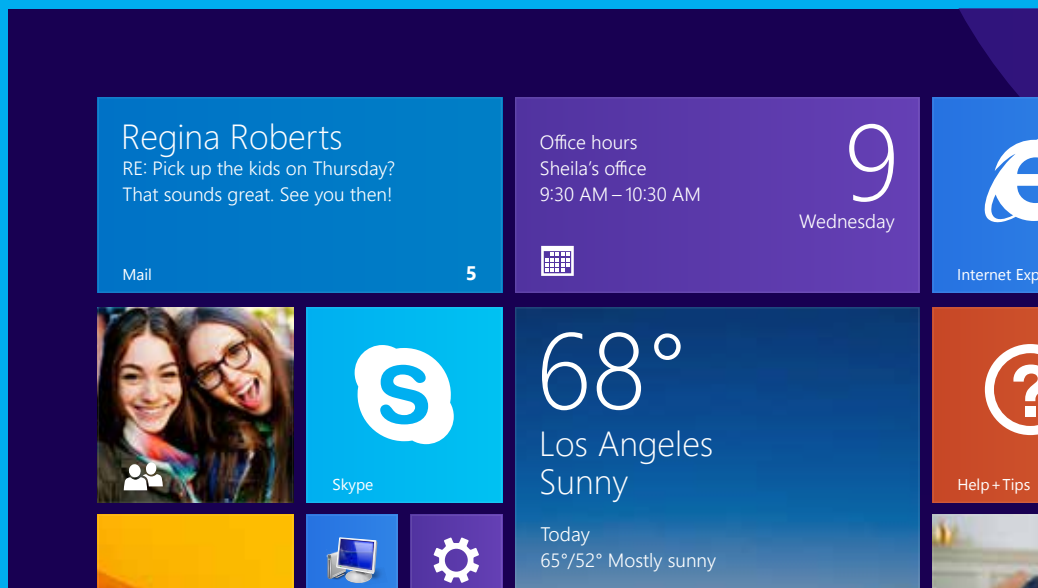 Regina Roberts
RE: Pick up the kids on Thursday?
That sounds great. See you then!
Mail
5
Office hours
Sheila's office
9:30 AM – 10:30 AM
9
Wednesday
Internet Exp
S
Skype
68°
Los Angeles
Sunny
Today
65°/52° Mostly sunny
?
Help+Tips